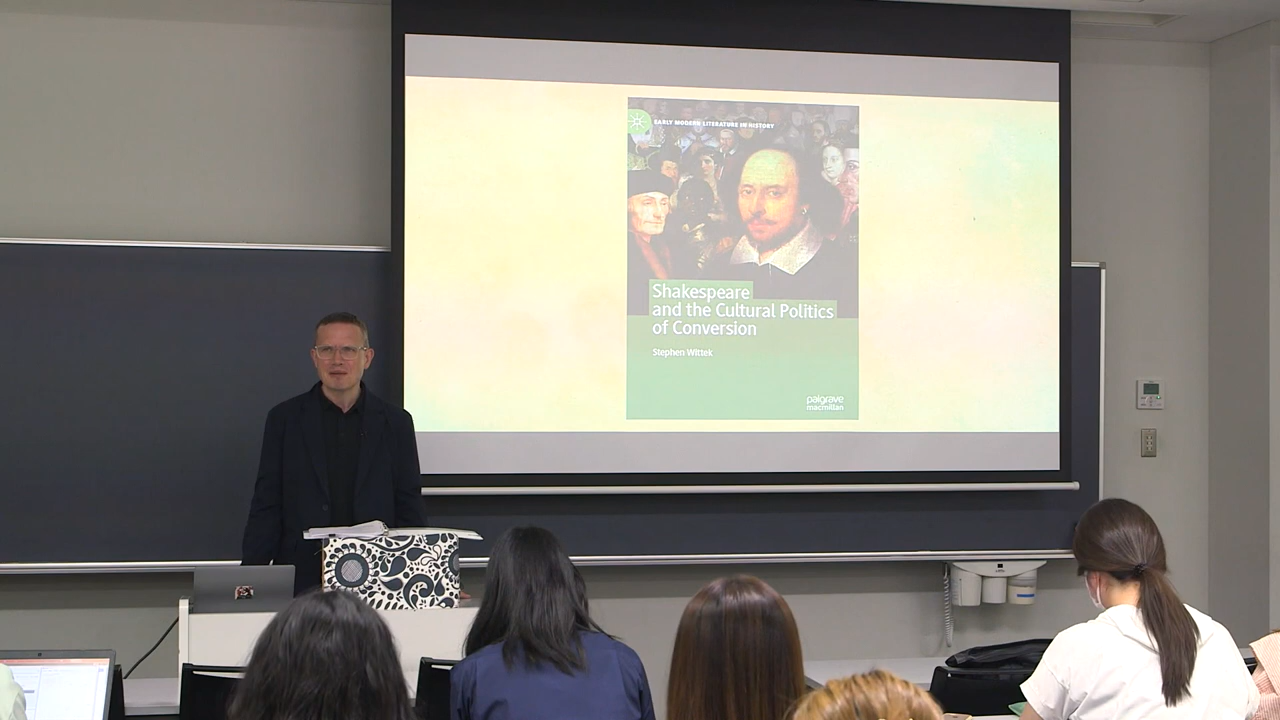 EARLY MODERN LITERATURE IN HISTORY
Shakespeare
and the Cultural Politics
of Conversion
Stephen Wittek
palgrave
macmillan